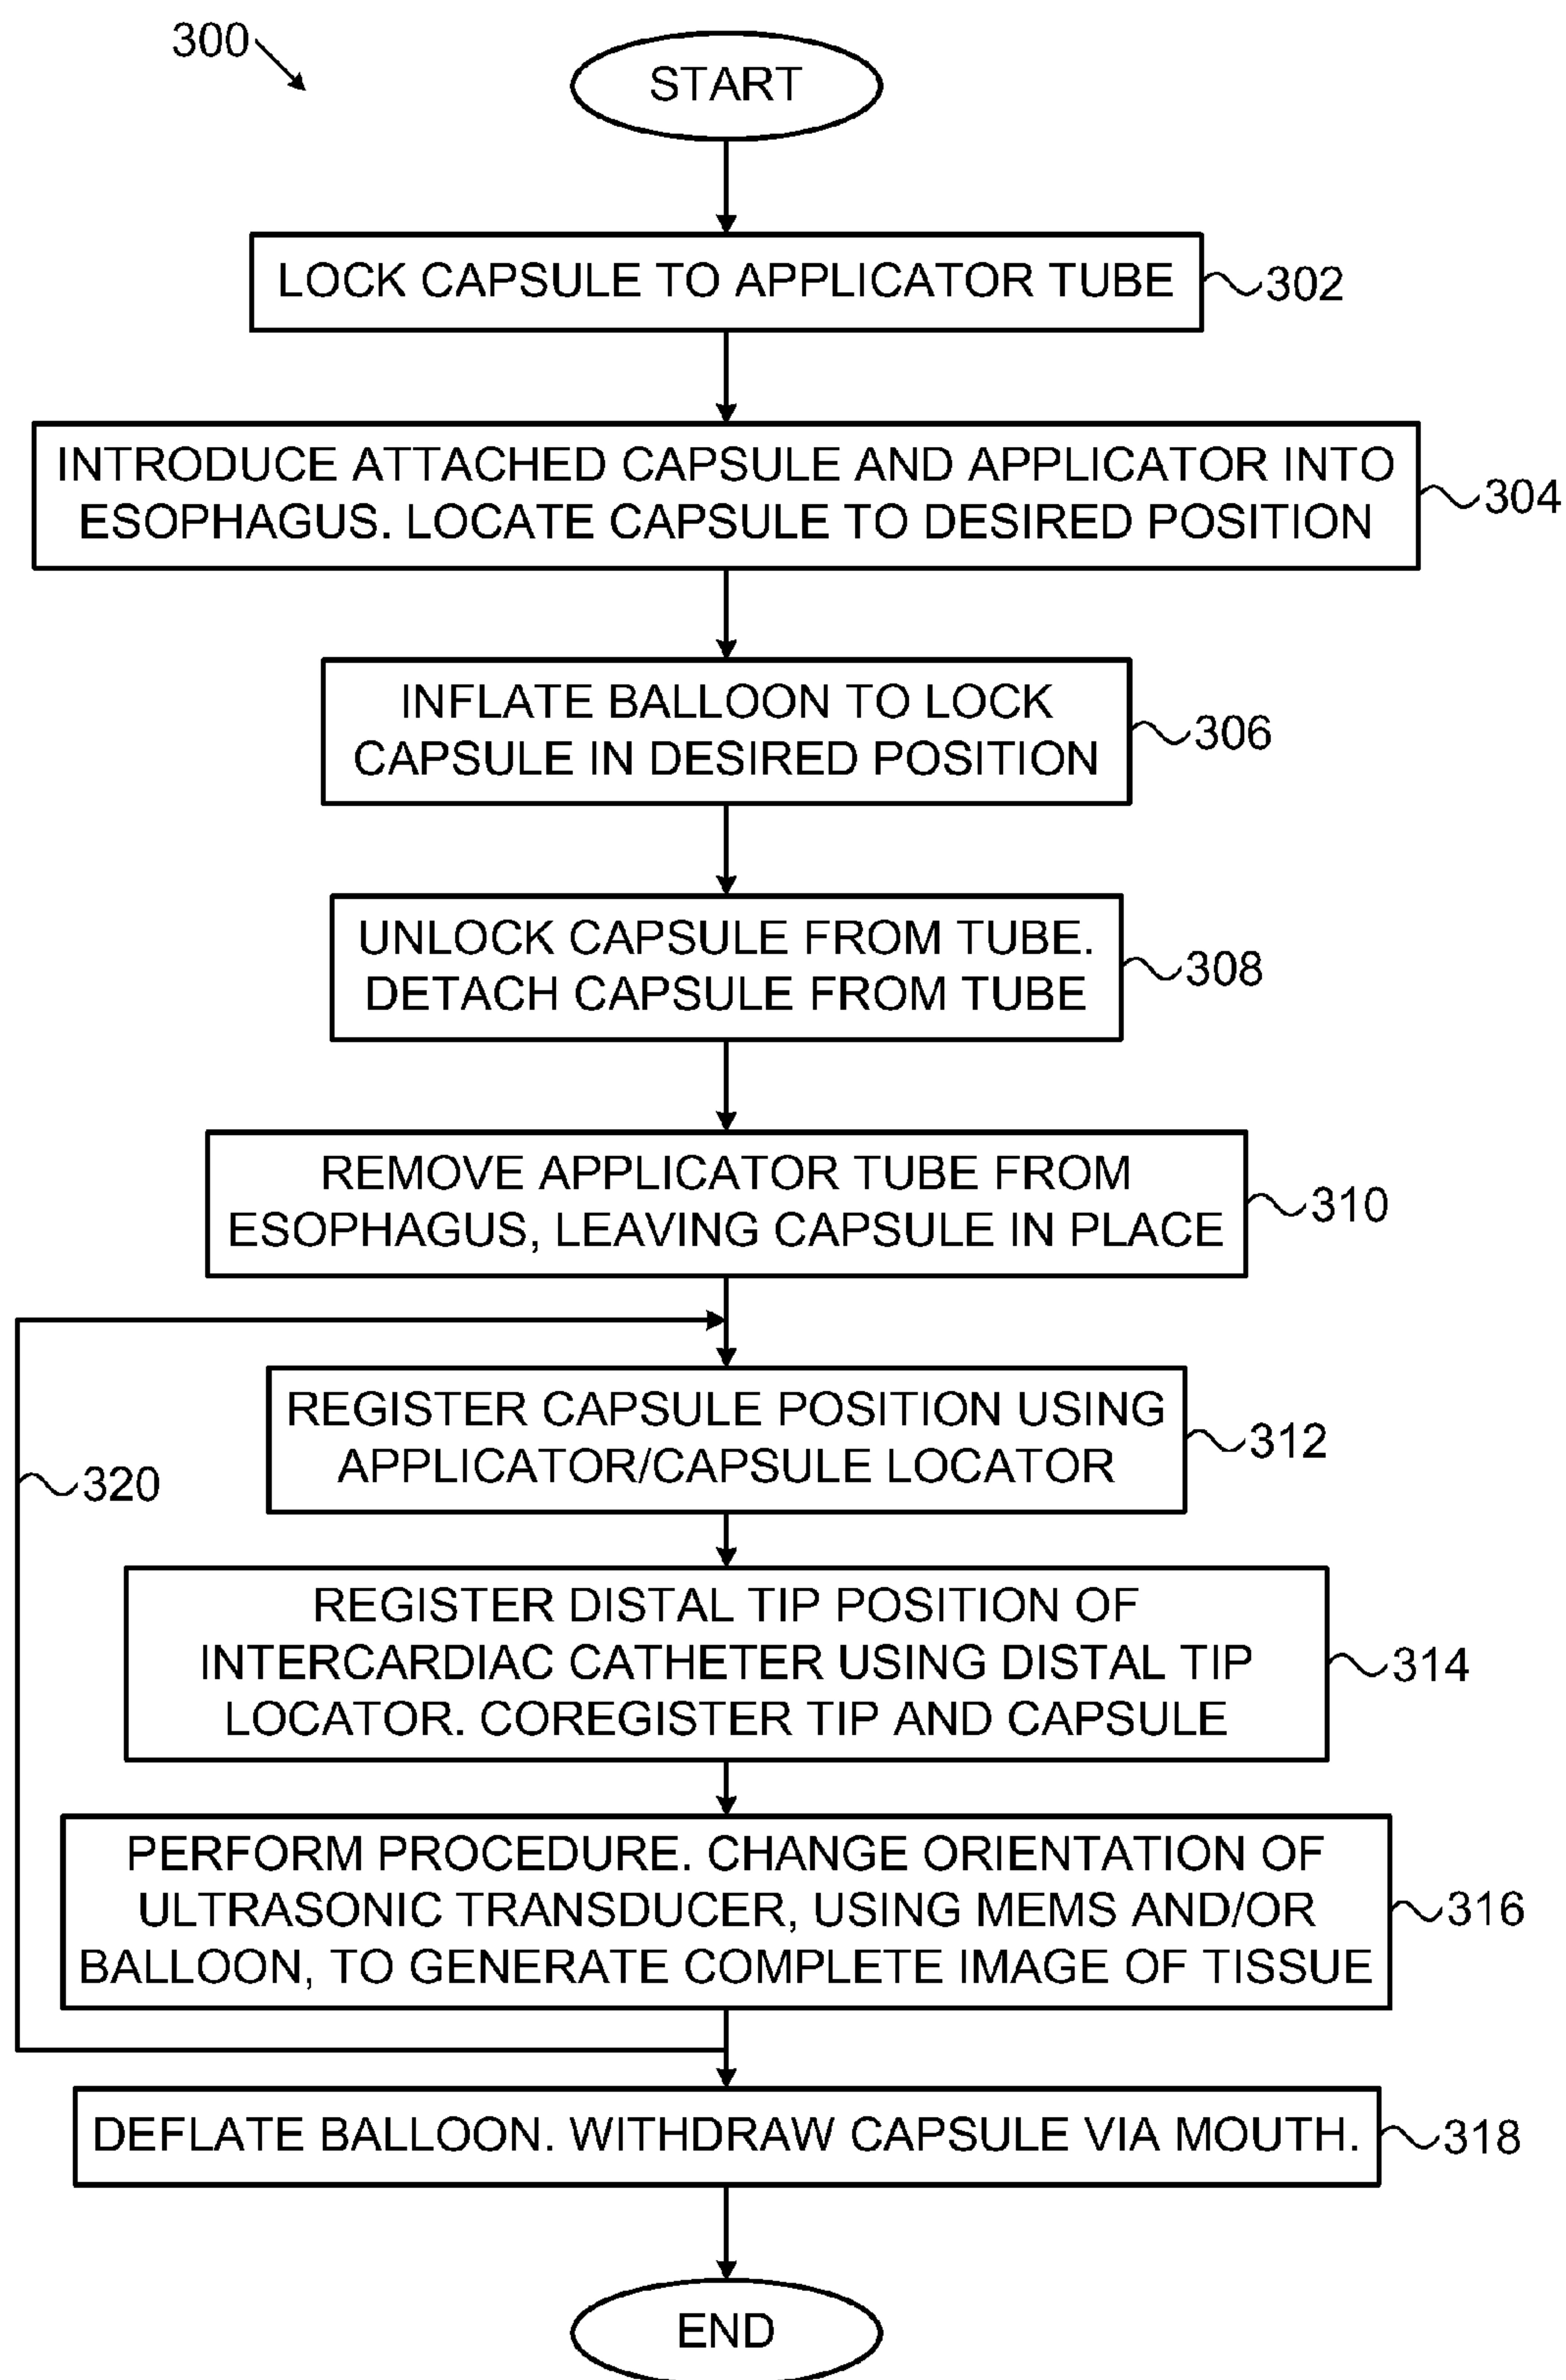 300
START
LOCK CAPSULE TO APPLICATOR TUBE
302
INTRODUCE ATTACHED CAPSULE AND APPLICATOR INTO
ESOPHAGUS. LOCATE CAPSULE TO DESIRED POSITION
304
INFLATE BALLOON TO LOCK
CAPSULE IN DESIRED POSITION
306
UNLOCK CAPSULE FROM TUBE.
DETACH CAPSULE FROM TUBE
308
REMOVE APPLICATOR TUBE FROM
ESOPHAGUS, LEAVING CAPSULE IN PLACE
310
REGISTER CAPSULE POSITION USING
APPLICATOR/CAPSULE LOCATOR
312
320
REGISTER DISTAL TIP POSITION OF
INTERCARDIAC CATHETER USING DISTAL TIP
LOCATOR. COREGISTER TIP AND CAPSULE
314
PERFORM PROCEDURE. CHANGE ORIENTATION OF
ULTRASONIC TRANSDUCER, USING MEMS AND/OR
BALLOON, TO GENERATE COMPLETE IMAGE OF TISSUE
316
DEFLATE BALLOON. WITHDRAW CAPSULE VIA MOUTH.
318
END